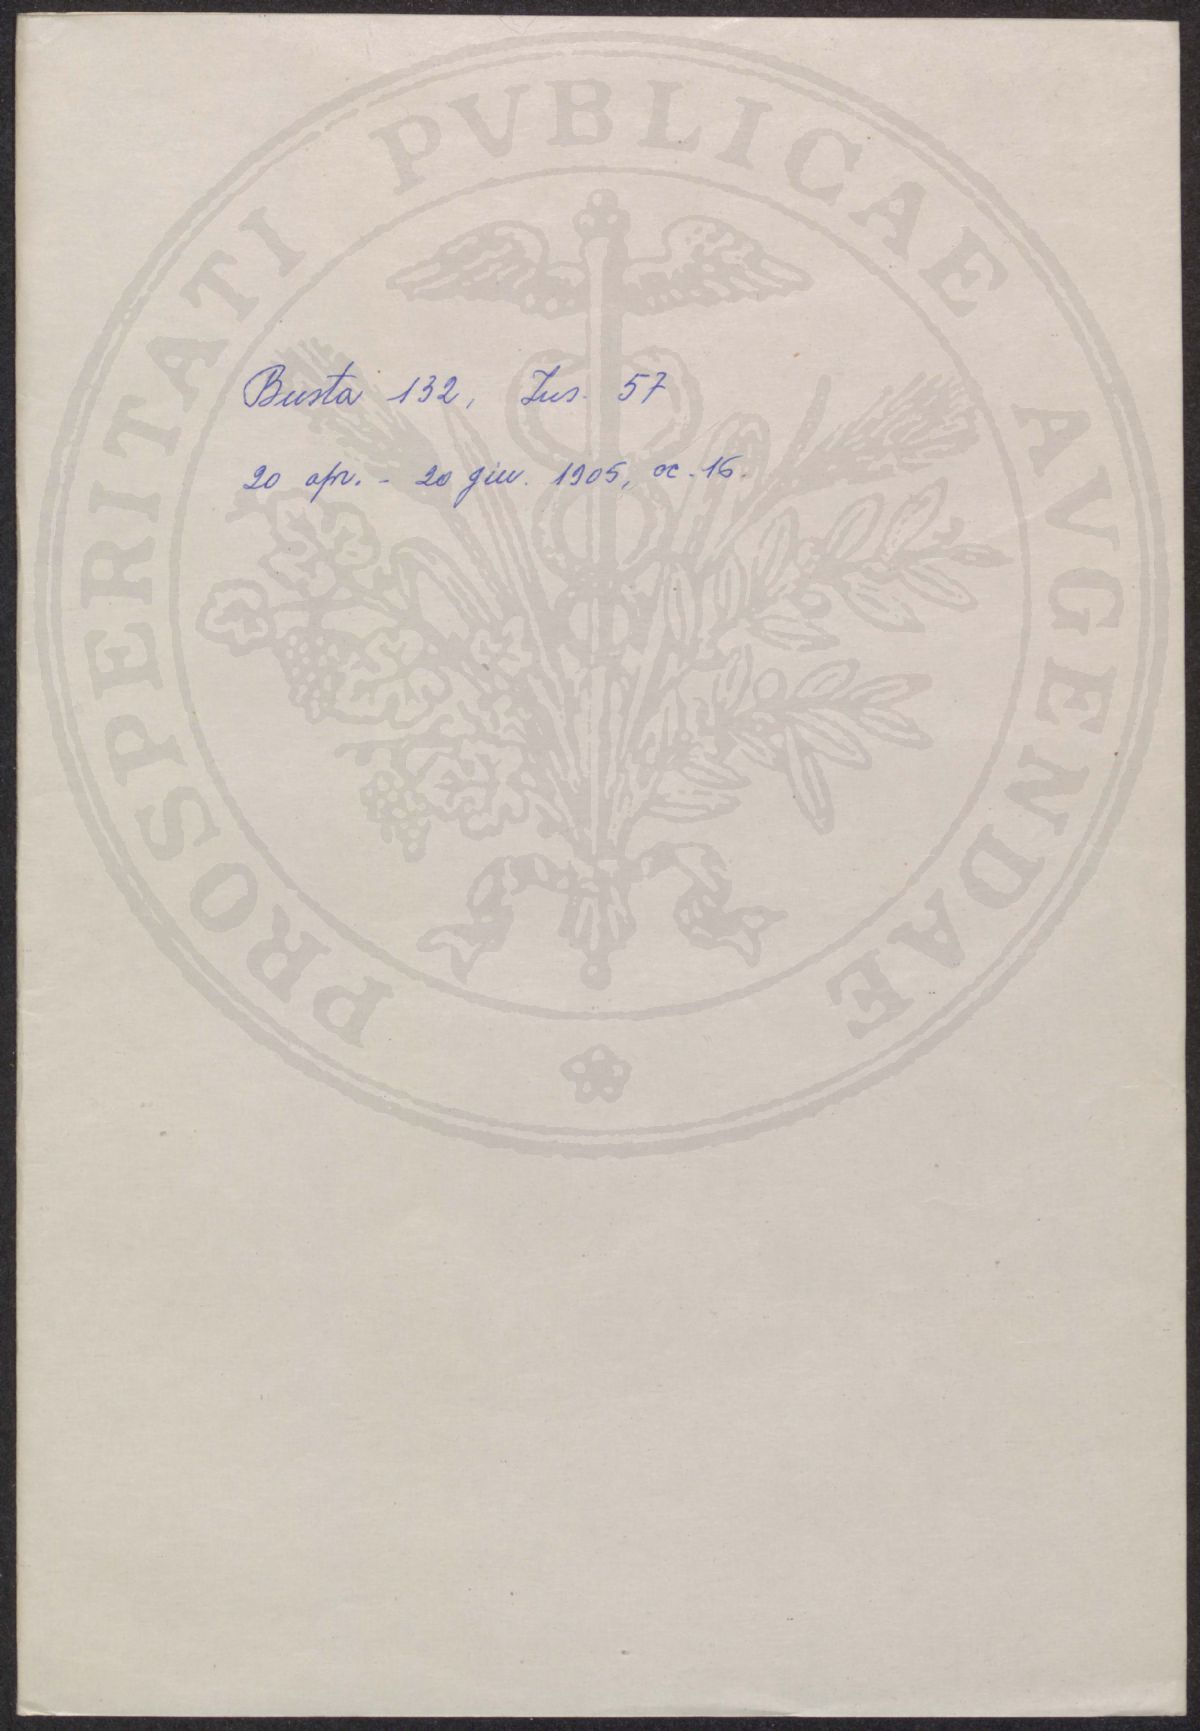 PROSPERITATI PVBLICAE AVGENDAE
Busta 132, Ins. 57
20 apr. - 20 giu. 1905, cc. 16.